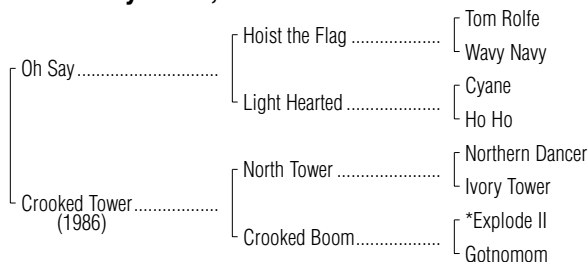 Tom Rolfe
Hoist the Flag ....................
Wavy Navy
Oh Say ...............................
Cyane
Light Hearted ....................
Ho Ho
Northern Dancer
North Tower ......................
Ivory Tower
Crooked Tower ..................
(1986)
*Explode II
Crooked Boom .................
Gotnomom